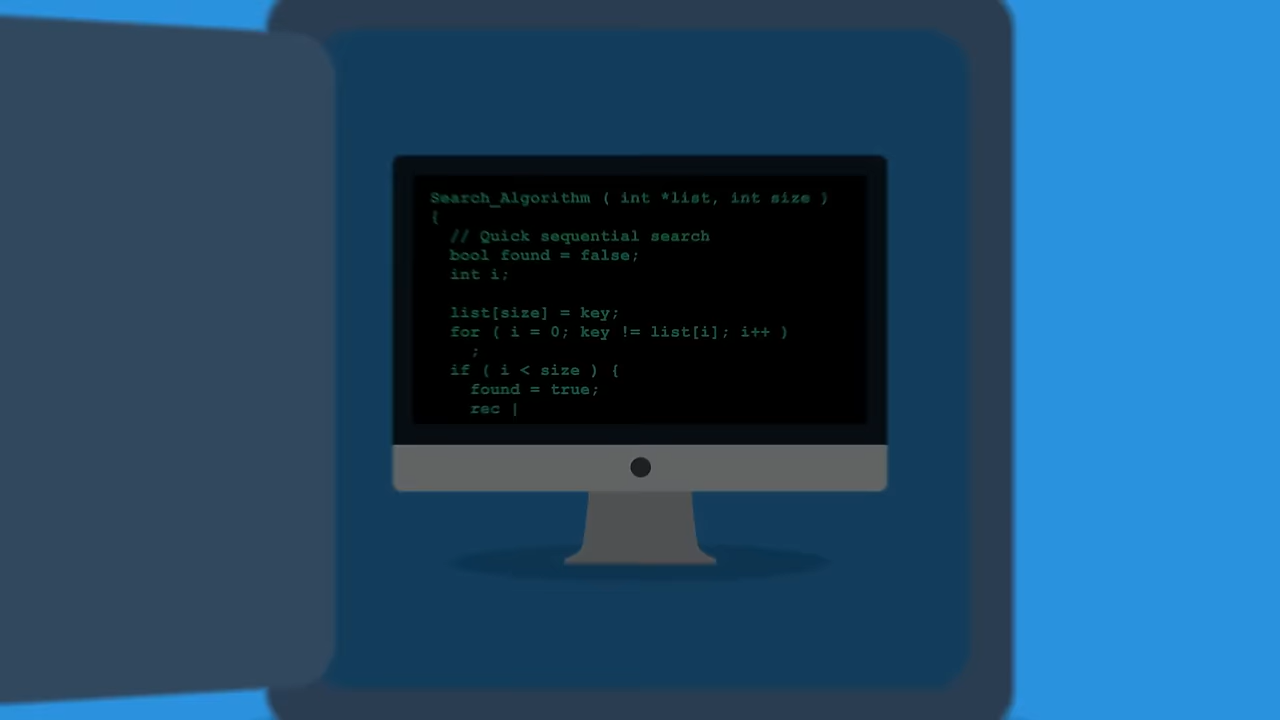 Search_Algorithm ( int *list, int size )
{
// Quick sequential search
bool found = false;
int i;
list[size] = key;
for ( i = 0; key != list[i]; i++ )
;
if ( i < size ) {
found = true;
rec |